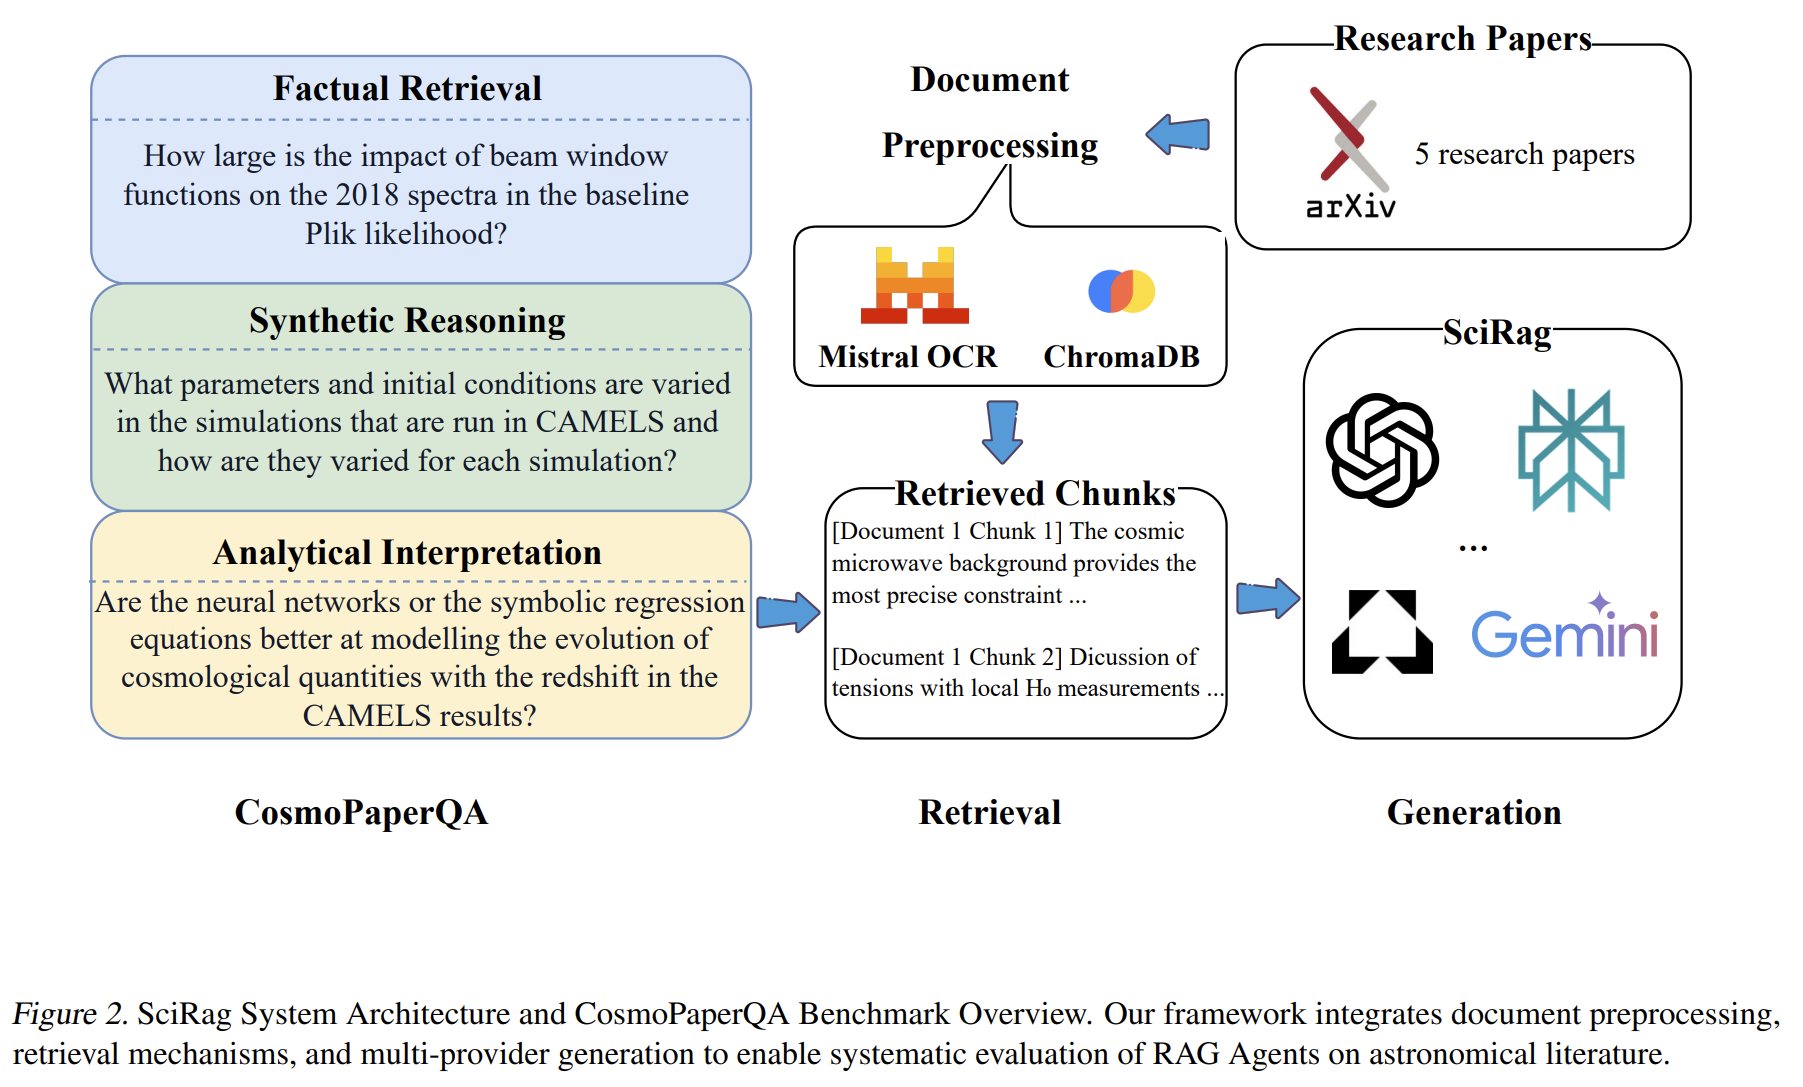 Factual Retrieval
How large is the impact of beam window
functions on the 2018 spectra in the baseline
Plik likelihood?
Synthetic Reasoning
What parameters and initial conditions are varied
in the simulations that are run in CAMELS and
how are they varied for each simulation?
Analytical Interpretation
Are the neural networks or the symbolic regression
equations better at modelling the evolution of
cosmological quantities with the redshift in the
CAMELS results?
CosmoPaperQA
Document
Preprocessing
Mistral OCR
ChromaDB
Retrieved Chunks
[Document 1 Chunk 1] The cosmic
microwave background provides the
most precise constraint ...
[Document 1 Chunk 2] Dicussion of
tensions with local H₀ measurements ...
Retrieval
Research Papers
arXiv
5 research papers
SciRag
...
Gemini
Generation
Figure 2. SciRag System Architecture and CosmoPaperQA Benchmark Overview. Our framework integrates document preprocessing,
retrieval mechanisms, and multi-provider generation to enable systematic evaluation of RAG Agents on astronomical literature.